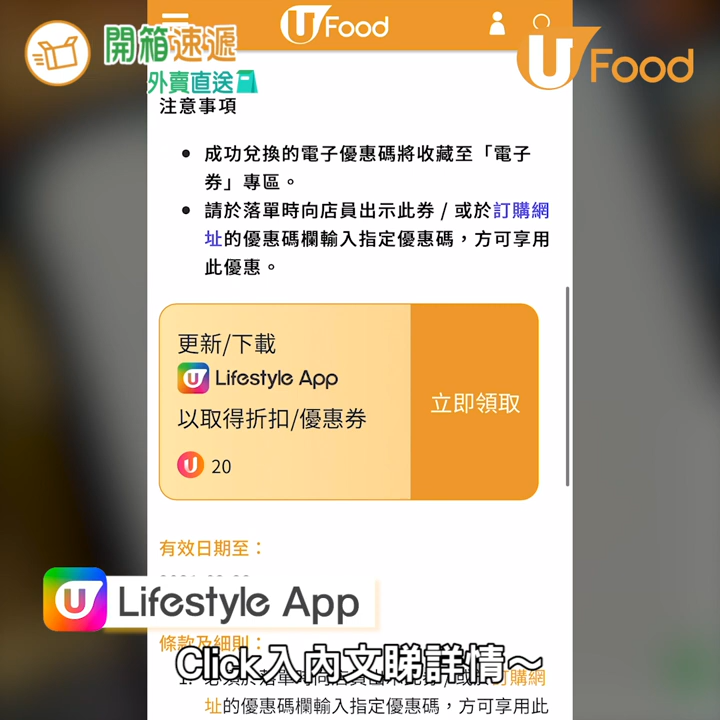 開箱速遞
外賣直送
U Food
U Food
注意事項
• 成功兌換的電子優惠碼將收藏至「電子
券」專區。
• 請於落單時向店員出示此券 / 或於訂購網
址的優惠碼欄輸入指定優惠碼，方可享用
此優惠。
更新/下載
U Lifestyle App
以取得折扣/優惠券
U 20
立即領取
有效日期至：
U Lifestyle App
條款及細則：
Click入內文睇詳情～
訂購網
址的優惠碼欄輸入指定優惠碼，方可享用此